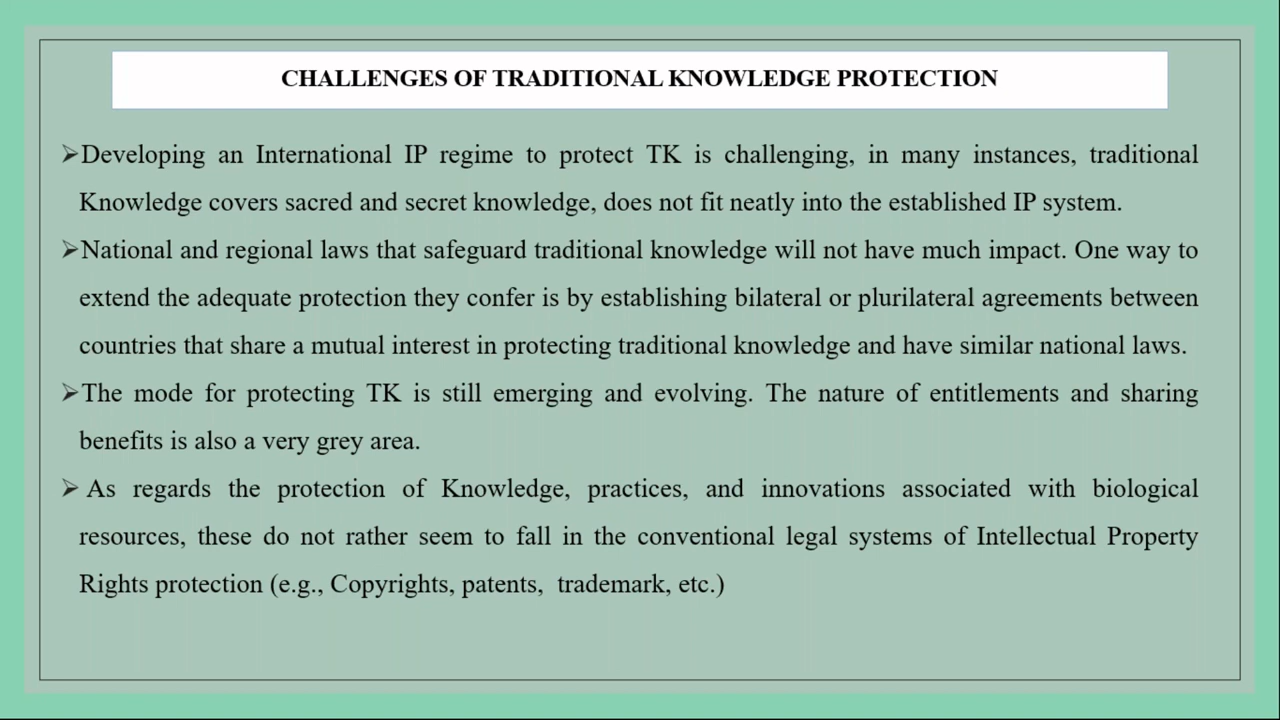 CHALLENGES OF TRADITIONAL KNOWLEDGE PROTECTION
➢Developing an International IP regime to protect TK is challenging, in many instances, traditional
Knowledge covers sacred and secret knowledge, does not fit neatly into the established IP system.
➢National and regional laws that safeguard traditional knowledge will not have much impact. One way to
extend the adequate protection they confer is by establishing bilateral or plurilateral agreements between
countries that share a mutual interest in protecting traditional knowledge and have similar national laws.
➢The mode for protecting TK is still emerging and evolving. The nature of entitlements and sharing
benefits is also a very grey area.
➢ As regards the protection of Knowledge, practices, and innovations associated with biological
resources, these do not rather seem to fall in the conventional legal systems of Intellectual Property
Rights protection (e.g., Copyrights, patents, trademark, etc.)